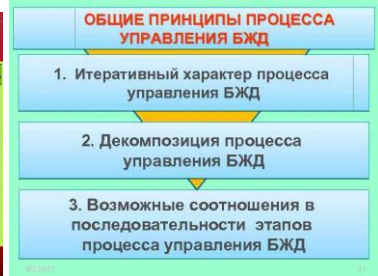 ОБЩИЕ ПРИНЦИПЫ ПРОЦЕССА
УПРАВЛЕНИЯ БЖД
1. Итеративный характер процесса
управления БЖД
2. Декомпозиция процесса
управления БЖД
3. Возможные соотношения в
последовательности этапов
процесса управления БЖД